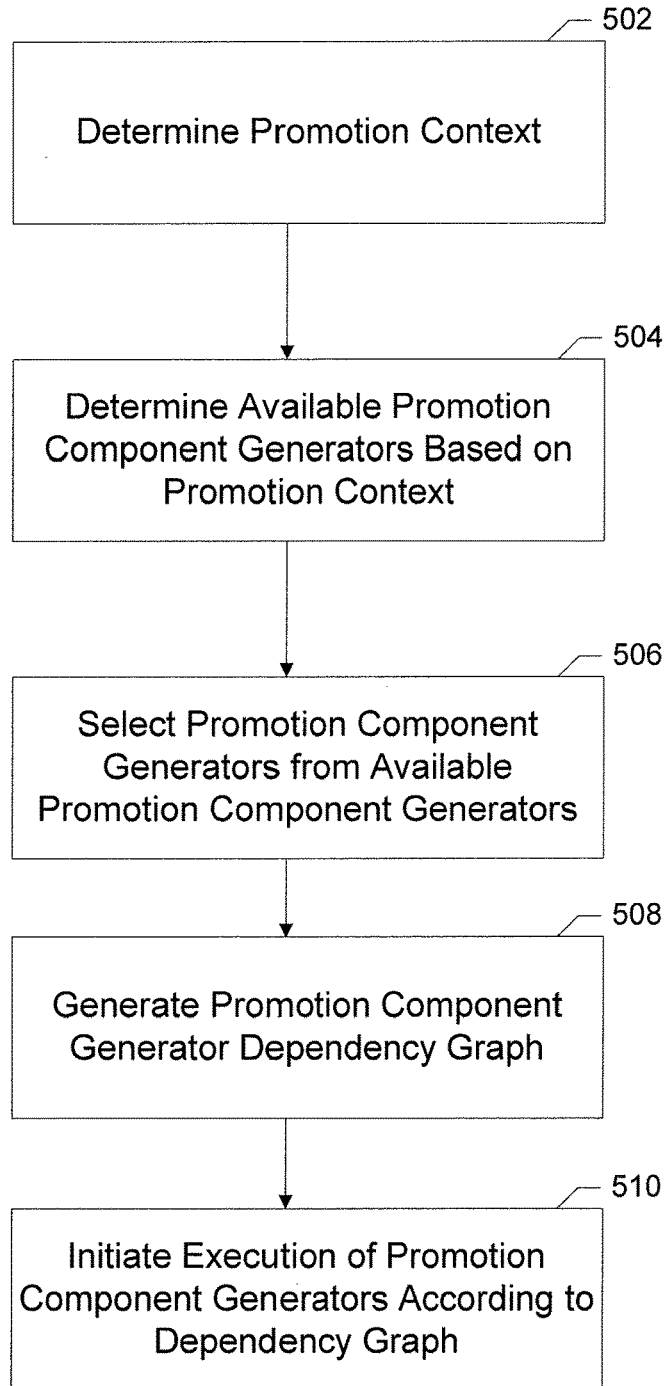 502
Determine Promotion Context
504
Determine Available Promotion
Component Generators Based on
Promotion Context
506
Select Promotion Component
Generators from Available
Promotion Component Generators
508
Generate Promotion Component
Generator Dependency Graph
510
Initiate Execution of Promotion
Component Generators According to
Dependency Graph